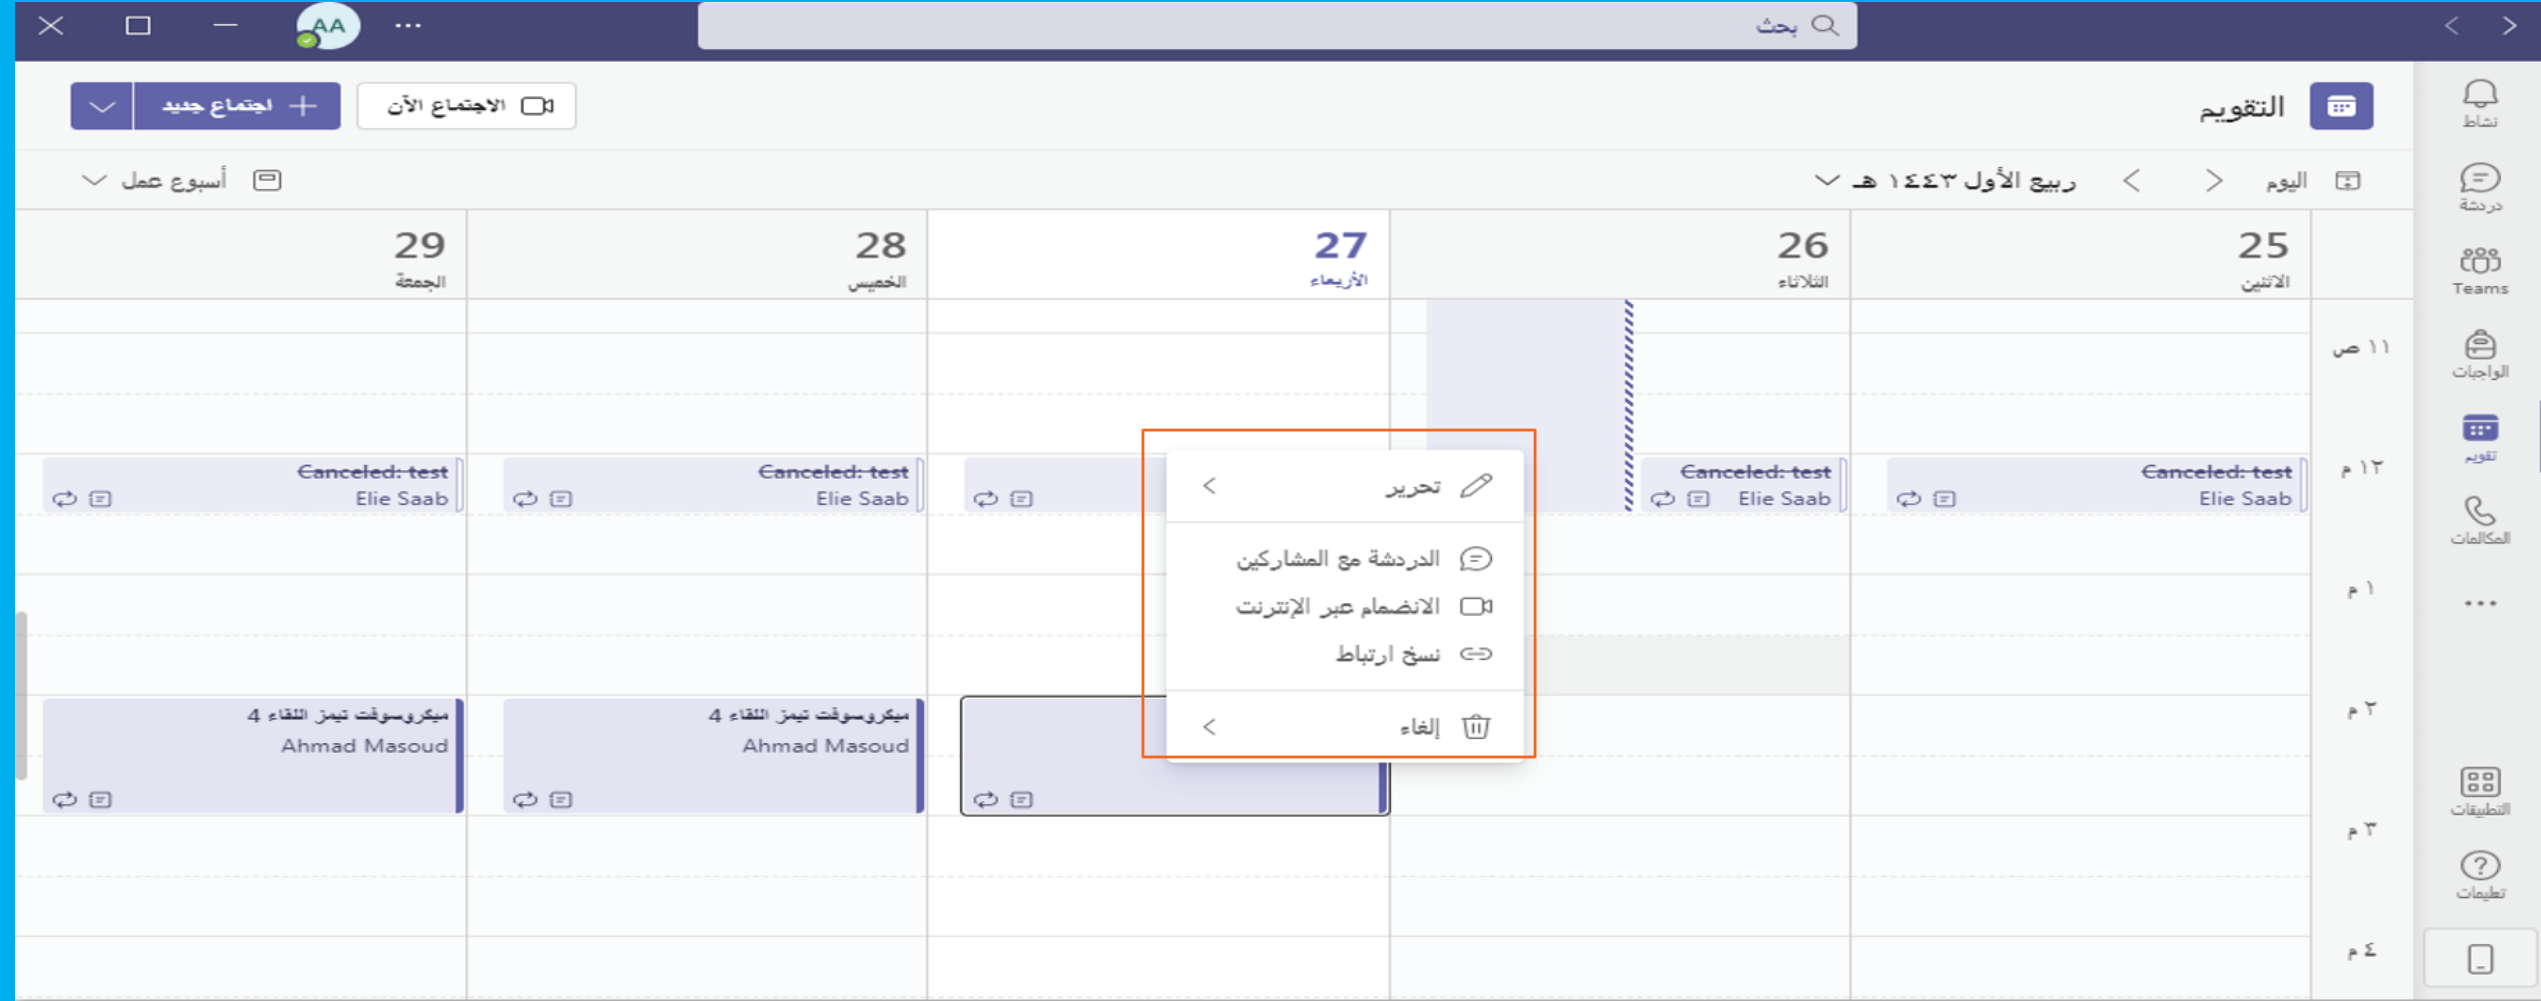 بحث
AA
التقويم
الاجتماع الآن
اجتماع جديد
اليوم
ربيع الأول ١٤٤٣ هـ
أسبوع عمل
25
الاثنين
26
الثلاثاء
27
الأربعاء
28
الخميس
29
الجمعة
١١ ص
١٢ م
١ م
٢ م
٣ م
٤ م
Canceled: test
Elie Saab
Canceled: test
Elie Saab
Canceled: test
Elie Saab
Canceled: test
Elie Saab
تحرير
الدردشة مع المشاركين
الانضمام عبر الإنترنت
نسخ ارتباط
إلغاء
ميكروسوفت تيمز اللقاء 4
Ahmad Masoud
ميكروسوفت تيمز اللقاء 4
Ahmad Masoud
نشاط
دردشة
Teams
الواجبات
تقويم
المكالمات
التطبيقات
تعليمات